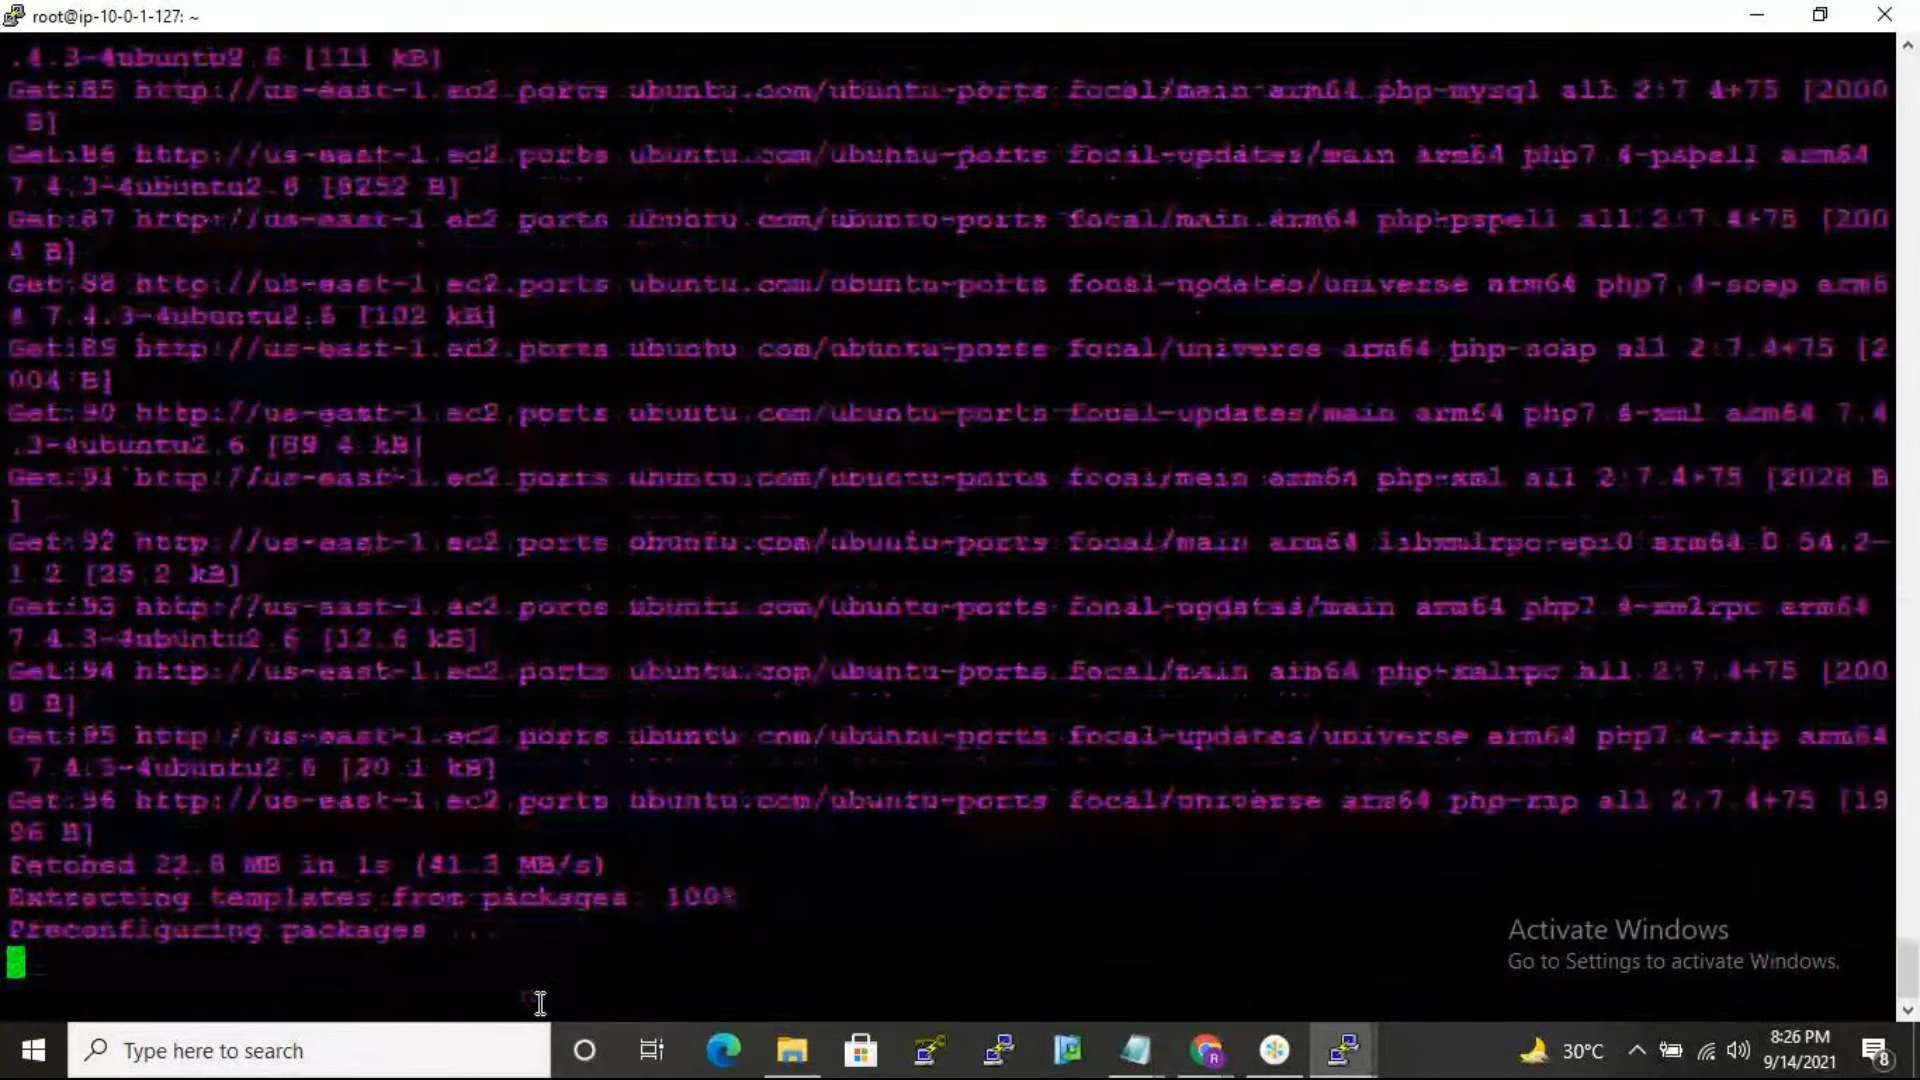 root@ip-10-0-1-127: ~
.4.3-4ubuntu2.6 [111 kB]
Get:85 http://us-east-1.ec2.ports.ubuntu.com/ubuntu-ports focal/main arm64 php-mysql all 2:7.4+75 [2000
B]
Get:86 http://us-east-1.ec2.ports.ubuntu.com/ubuntu-ports focal-updates/main arm64 php7.4-pspell arm64
7.4.3-4ubuntu2.6 [8252 B]
Get:87 http://us-east-1.ec2.ports.ubuntu.com/ubuntu-ports focal/main arm64 php-pspell all 2:7.4+75 [200
4 B]
Get:88 http://us-east-1.ec2.ports.ubuntu.com/ubuntu-ports focal-updates/universe arm64 php7.4-soap arm6
4 7.4.3-4ubuntu2.6 [102 kB]
Get:89 http://us-east-1.ec2.ports.ubuntu.com/ubuntu-ports focal/universe arm64 php-soap all 2:7.4+75 [2
004 B]
Get:90 http://us-east-1.ec2.ports.ubuntu.com/ubuntu-ports focal-updates/main arm64 php7.4-xml arm64 7.4
.3-4ubuntu2.6 [89.4 kB]
Get:91 http://us-east-1.ec2.ports.ubuntu.com/ubuntu-ports focal/main arm64 php-xml all 2:7.4+75 [2028 B
]
Get:92 http://us-east-1.ec2.ports.ubuntu.com/ubuntu-ports focal/main arm64 libxmlrpc-epi0 arm64 0.54.2-
1.2 [25.2 kB]
Get:93 http://us-east-1.ec2.ports.ubuntu.com/ubuntu-ports focal-updates/main arm64 php7.4-xmlrpc arm64
7.4.3-4ubuntu2.6 [12.6 kB]
Get:94 http://us-east-1.ec2.ports.ubuntu.com/ubuntu-ports focal/main arm64 php-xmlrpc all 2:7.4+75 [200
B]
Get:95 http://us-east-1.ec2.ports.ubuntu.com/ubuntu-ports focal-updates/universe arm64 php7.4-zip arm64
7.4.3-4ubuntu2.6 [20.1 kB]
Get:96 http://us-east-1.ec2.ports.ubuntu.com/ubuntu-ports focal/universe arm64 php-zip all 2:7.4+75 [19
96 B]
Fetched 22.8 MB in 1s (41.3 MB/s)
Extracting templates from packages: 100%
Preconfiguring packages ...
Activate Windows
Go to Settings to activate Windows.
Type here to search
30°C
8:26 PM
9/14/2021
8